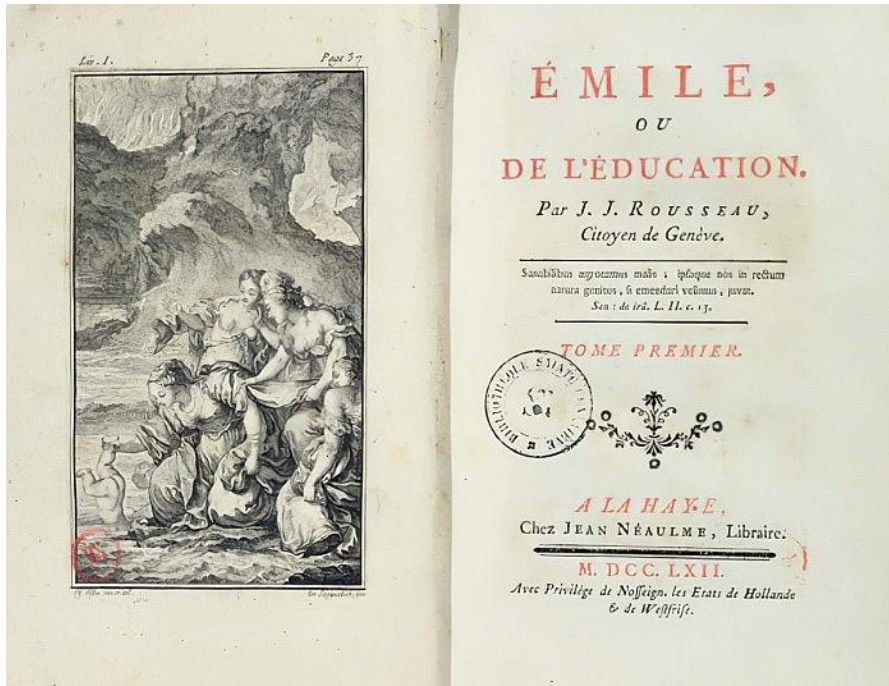 Liv. I. Page 37
ÉMILE,
OU
DE L'ÉDUCATION.
Par J. J. ROUSSEAU,
Citoyen de Genève.
Sanabilibus ægrotamus malis ; ipsaque nos in rectum
natura genitos, si emendari velimus, juvat.
Sen : de irâ. L. II. c. 13.
TOME PREMIER.
BIBLIOTHEQUE
A LA HAYE,
Chez JEAN NÉAULME, Libraire.
M. DCC. LXII.
Avec Privilége de Nosseign. les Etats de Hollande
& de Westfrise.